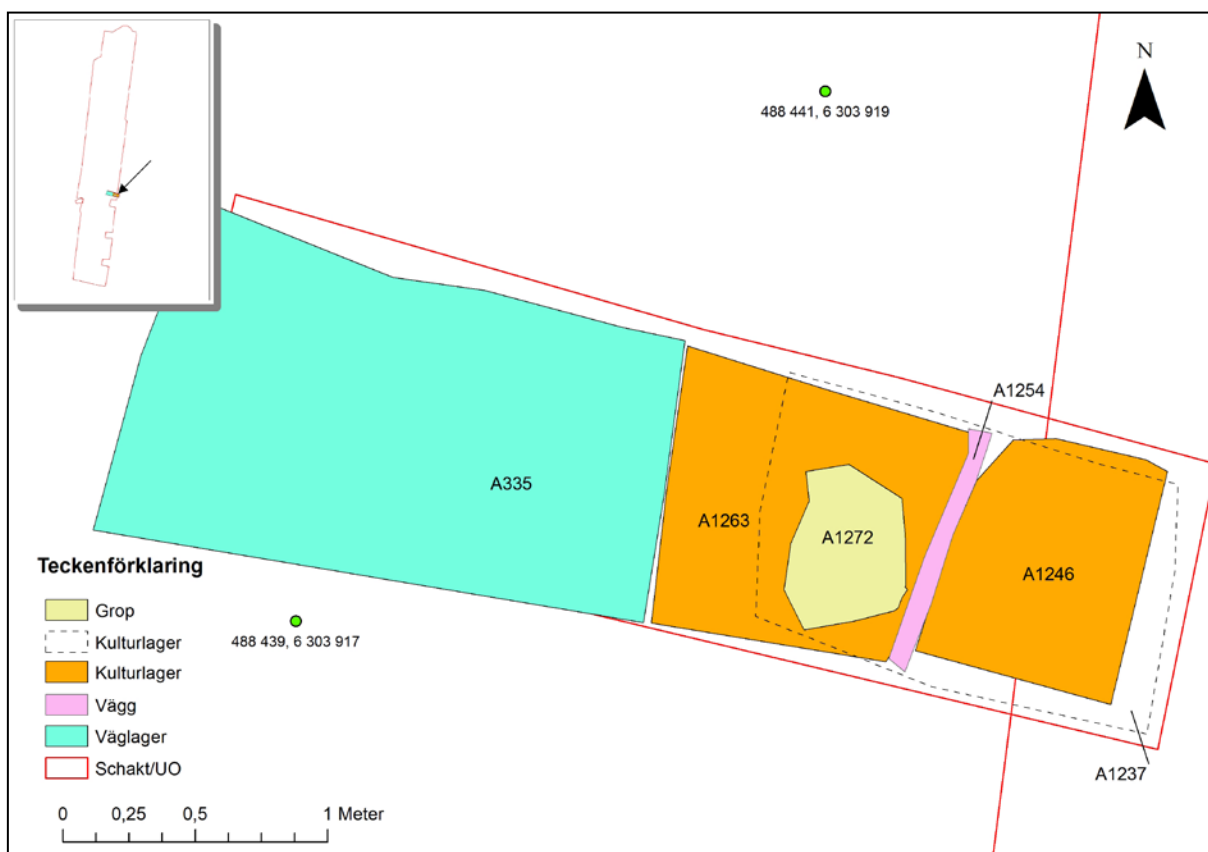 N
488 441, 6 303 919
A1254
A335
A1263
A1272
A1246
Teckenförklaring
Grop
Kulturlager
Kulturlager
Vägg
Väglager
Schakt/UO
488 439, 6 303 917
A1237
0 0,25 0,5 1 Meter